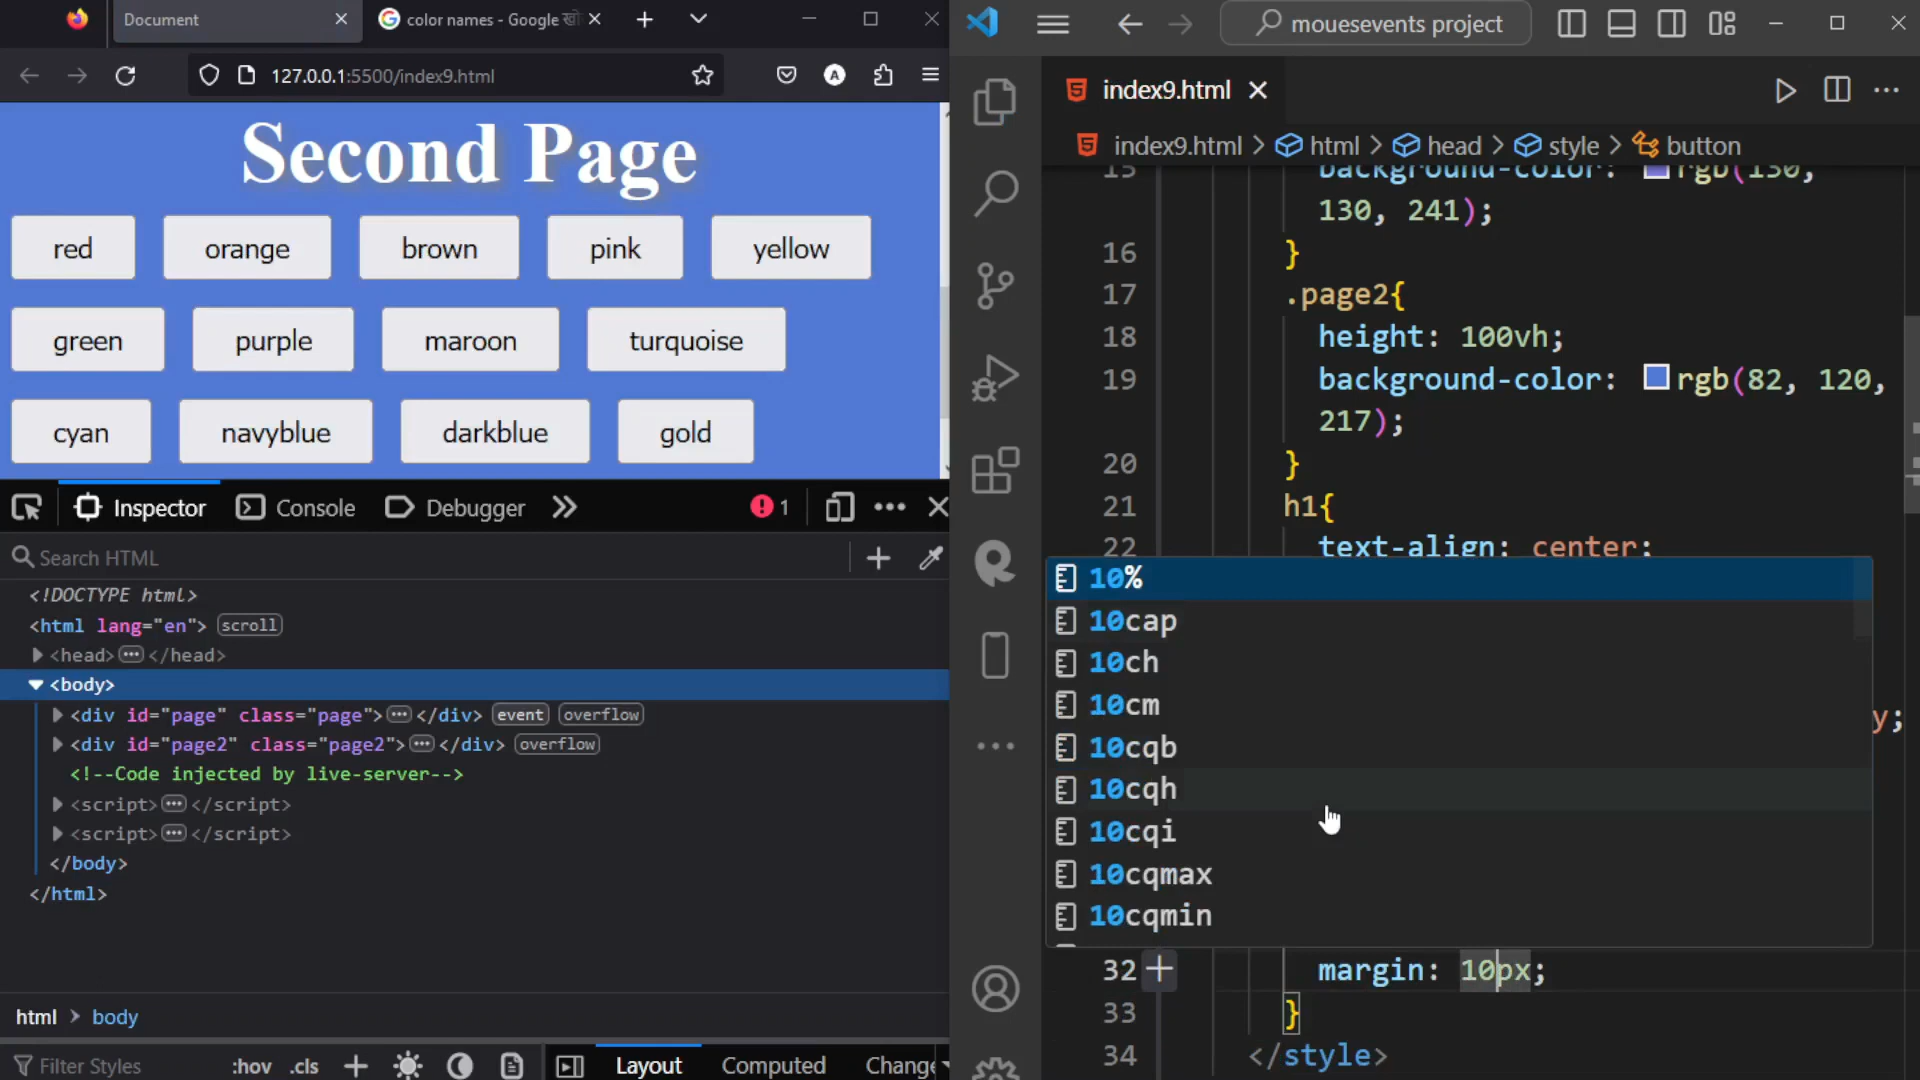 Document
color names - Google खो
127.0.0.1:5500/index9.html
Second Page
red
orange
brown
pink
yellow
green
purple
maroon
turquoise
cyan
navyblue
darkblue
gold
Inspector
Console
Debugger
1
Search HTML
<!DOCTYPE html>
<html lang="en"> scroll
<head> </head>
<body>
<div id="page" class="page"> </div> event overflow
<div id="page2" class="page2"> </div> overflow
<!--Code injected by live-server-->
<script> </script>
<script> </script>
</body>
</html>
html > body
Filter Styles
:hov .cls
Layout
Computed
Change
mouesevents project
index9.html
index9.html > html > head > style > button
15 background-color: rgb(130,
130, 241);
16 }
17 .page2{
18 height: 100vh;
19 background-color: rgb(82, 120,
217);
20 }
21 h1{
22 text-align: center;
10%
10cap
10ch
10cm
y;
10cqb
10cqh
10cqi
10cqmax
10cqmin
32 margin: 10px;
33 }
34 </style>